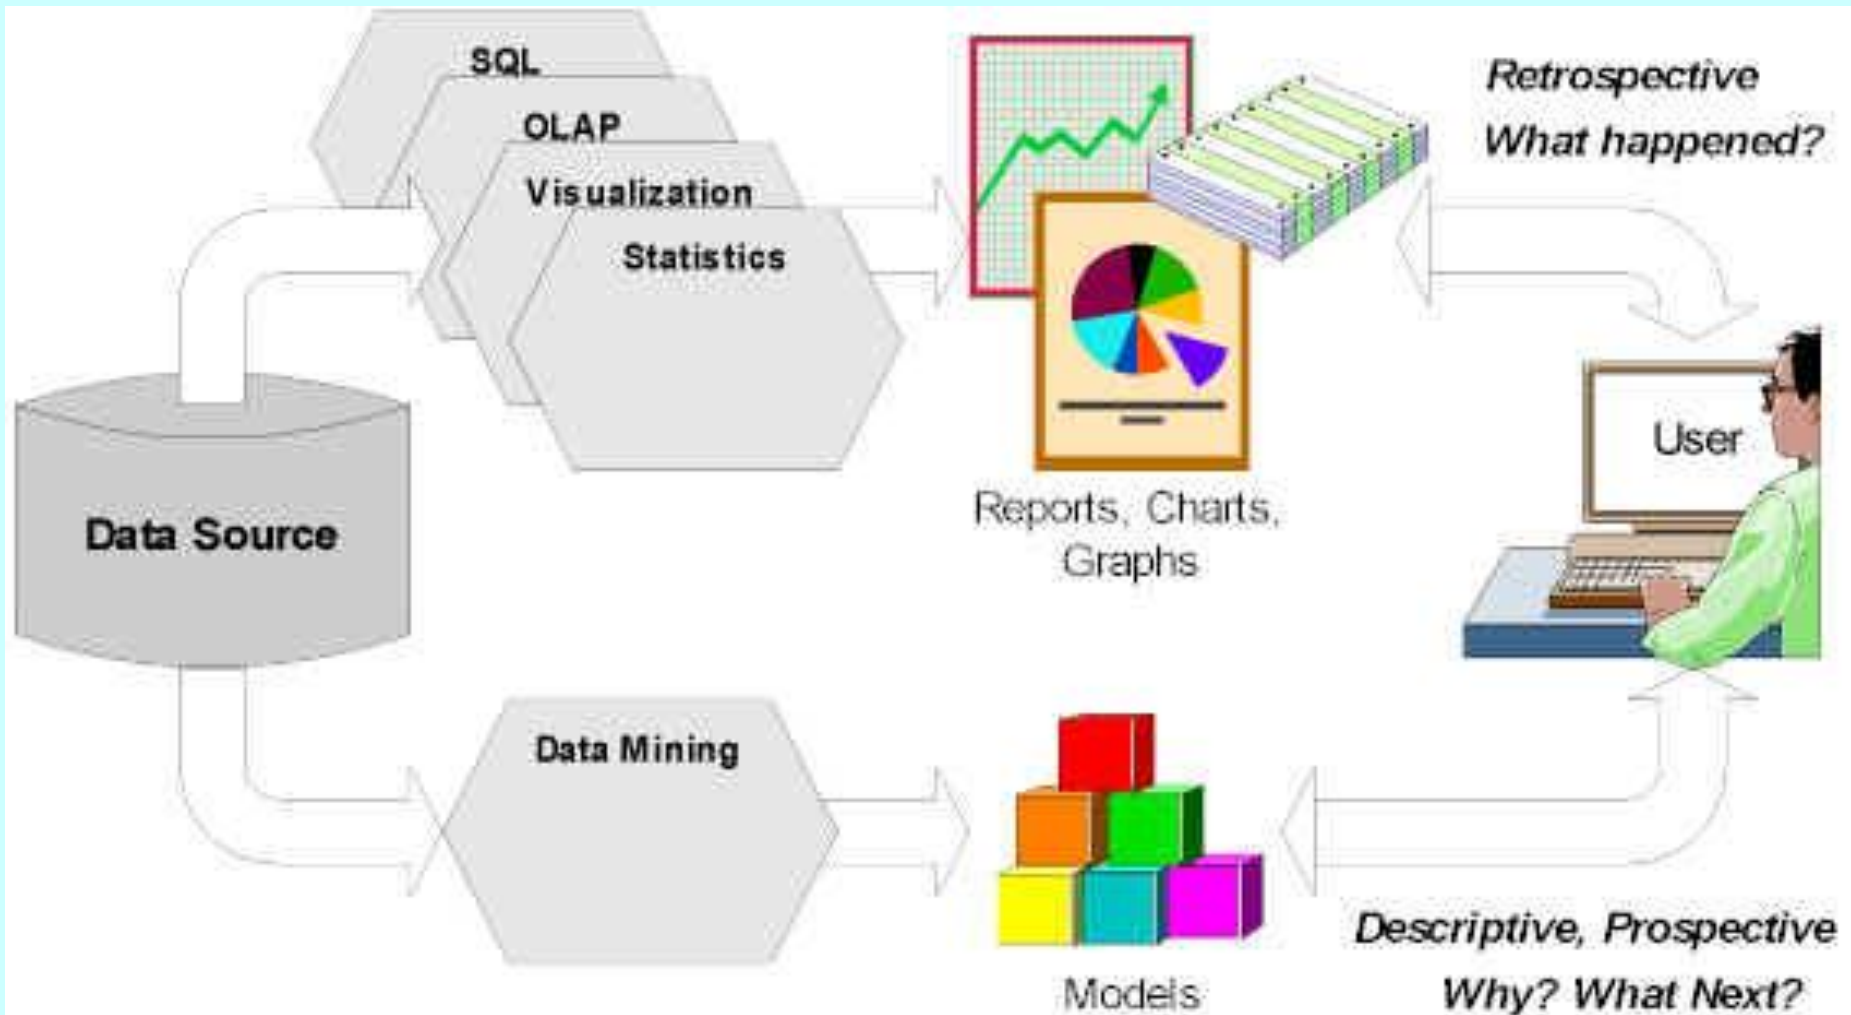 SQL
OLAP
Visualization
Statistics
Retrospective
What happened?
Data Source
Reports, Charts,
Graphs
User
Data Mining
Models
Descriptive, Prospective
Why? What Next?